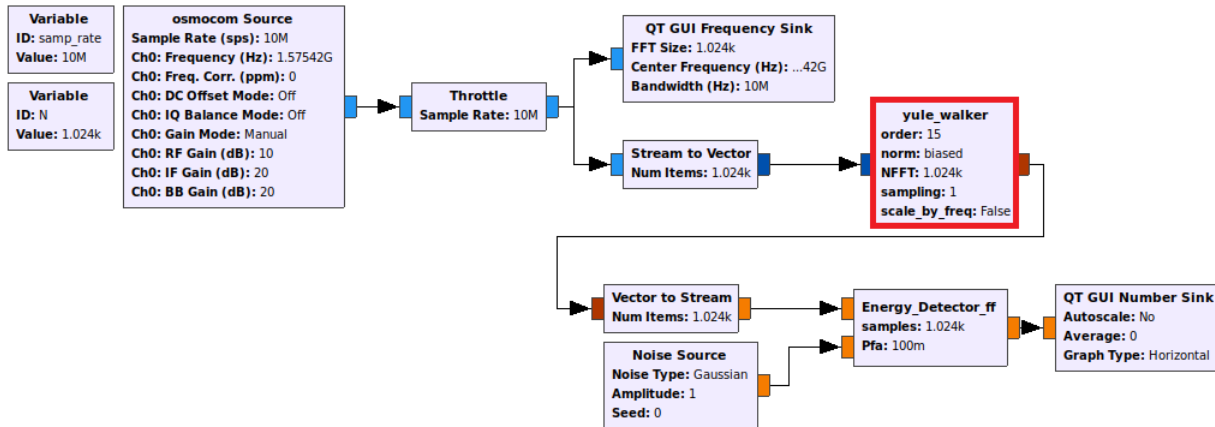 Variable
ID: samp_rate
Value: 10M
Variable
ID: N
Value: 1.024k
osmocom Source
Sample Rate (sps): 10M
Ch0: Frequency (Hz): 1.57542G
Ch0: Freq. Corr. (ppm): 0
Ch0: DC Offset Mode: Off
Ch0: IQ Balance Mode: Off
Ch0: Gain Mode: Manual
Ch0: RF Gain (dB): 10
Ch0: IF Gain (dB): 20
Ch0: BB Gain (dB): 20
Throttle
Sample Rate: 10M
QT GUI Frequency Sink
FFT Size: 1.024k
Center Frequency (Hz): ...42G
Bandwidth (Hz): 10M
Stream to Vector
Num Items: 1.024k
yule_walker
order: 15
norm: biased
NFFT: 1.024k
sampling: 1
scale_by_freq: False
Vector to Stream
Num Items: 1.024k
Noise Source
Noise Type: Gaussian
Amplitude: 1
Seed: 0
Energy_Detector_ff
samples: 1.024k
Pfa: 100m
QT GUI Number Sink
Autoscale: No
Average: 0
Graph Type: Horizontal